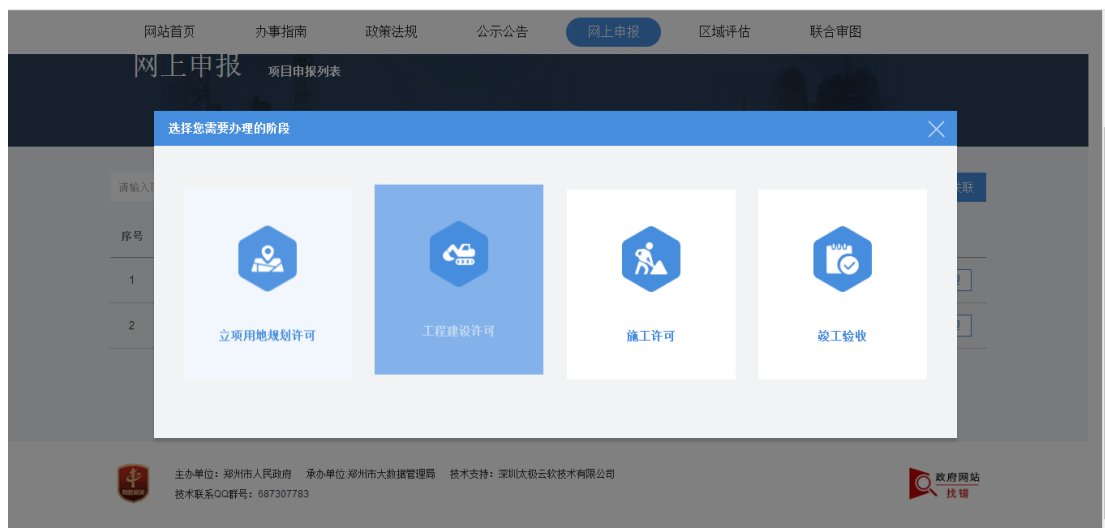 网站首页 办事指南 政策法规 公示公告 网上申报 区域评估 联合审图
网上申报 项目申报列表
选择您需要办理的阶段
请输入
关联
序号
1
2
立项用地规划许可 工程建设许可 施工许可 竣工验收
主办单位：郑州市人民政府 承办单位:郑州市大数据管理局 技术支持：深圳太极云软技术有限公司
技术联系QQ群号：687307783
政府网站
找错